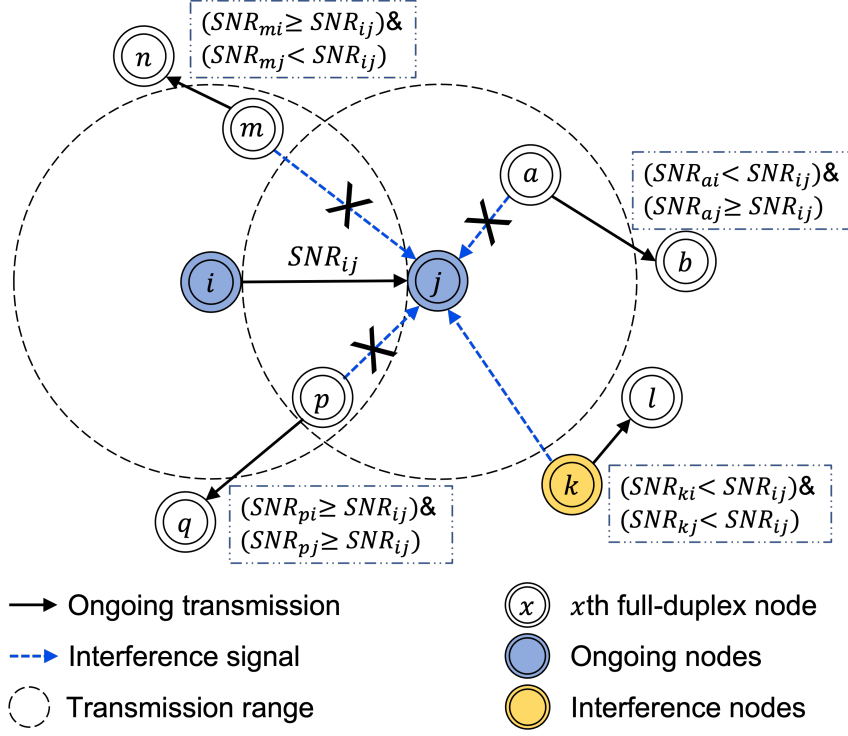 (SNR_mi ≥ SNR_ij)&
(SNR_mj < SNR_ij)
n
m
a
(SNR_ai < SNR_ij)&
(SNR_aj ≥ SNR_ij)
b
SNR_ij
i
j
p
l
k
(SNR_ki < SNR_ij)&
(SNR_kj < SNR_ij)
q
(SNR_pi ≥ SNR_ij)&
(SNR_pj ≥ SNR_ij)
Ongoing transmission
Interference signal
Transmission range
x
xth full-duplex node
Ongoing nodes
Interference nodes